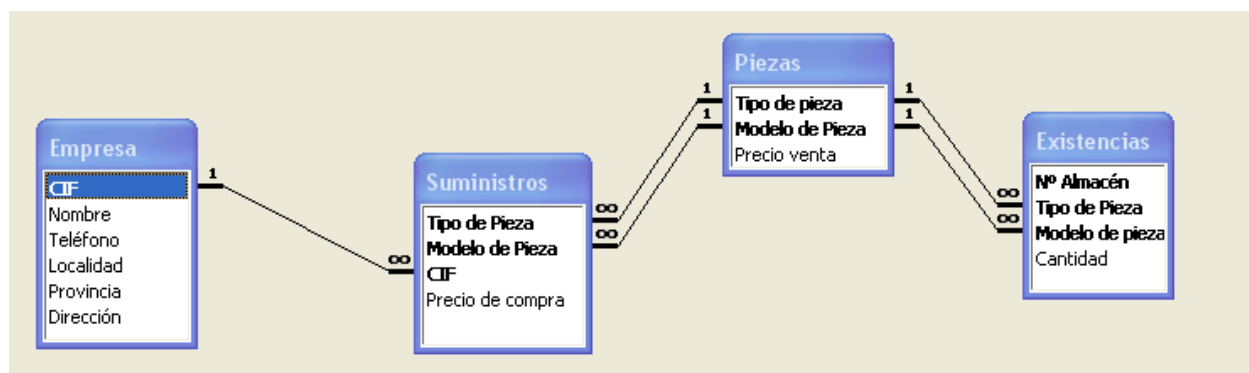 Empresa
CIF
Nombre
Teléfono
Localidad
Provincia
Dirección
1
∞
Suministros
Tipo de Pieza
Modelo de Pieza
CIF
Precio de compra
∞
∞
1
1
Piezas
Tipo de pieza
Modelo de Pieza
Precio venta
1
1
∞
∞
Existencias
Nº Almacén
Tipo de Pieza
Modelo de pieza
Cantidad